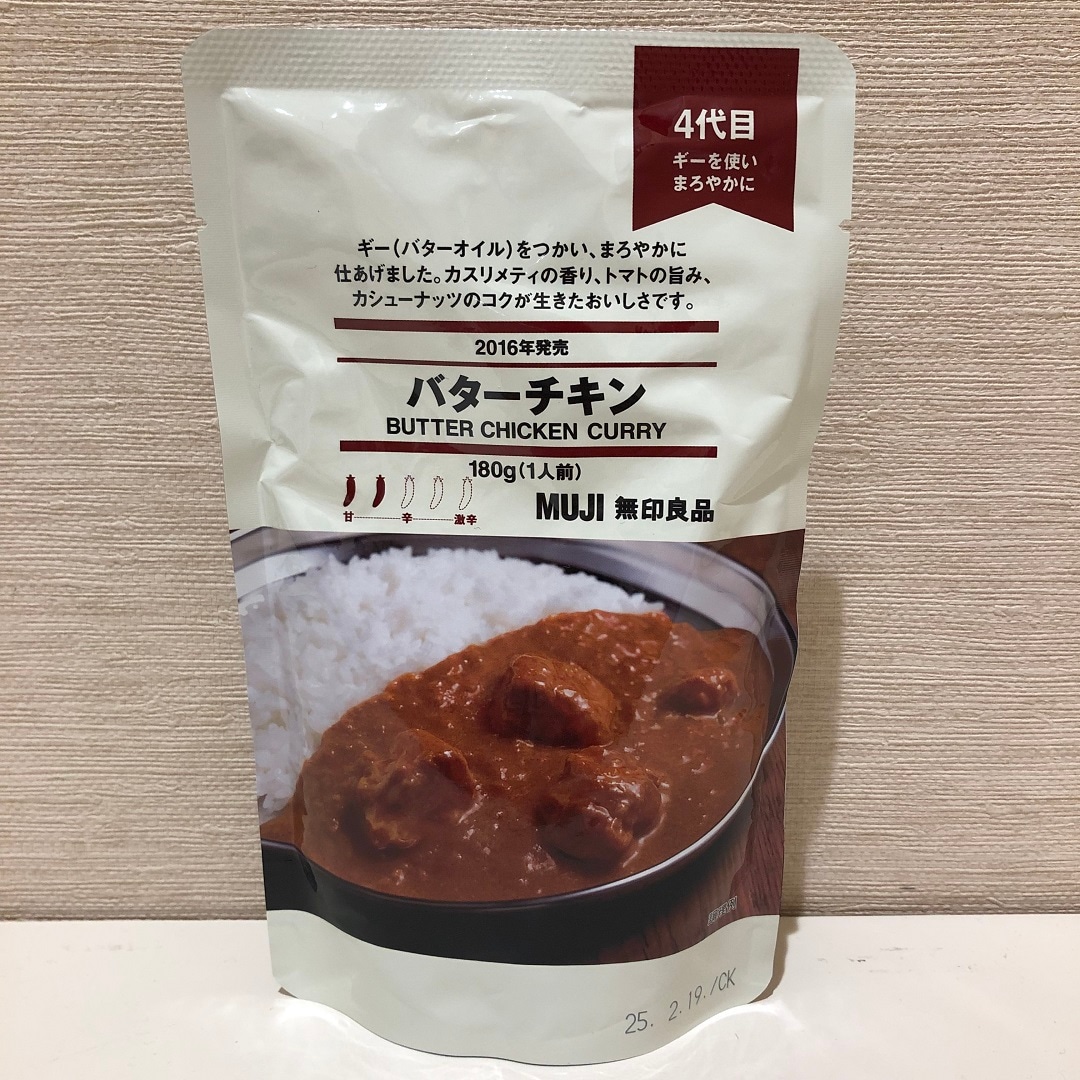 4代目
ギーを使い
まろやかに
ギー(バターオイル)をつかい、まろやかに
仕あげました。カスリメティの香り、トマトの旨み、
カシューナッツのコクが生きたおいしさです。
2016年発売
バターチキン
BUTTER CHICKEN CURRY
180g(1人前)
甘 辛 激辛
MUJI 無印良品
25. 2.19./CK